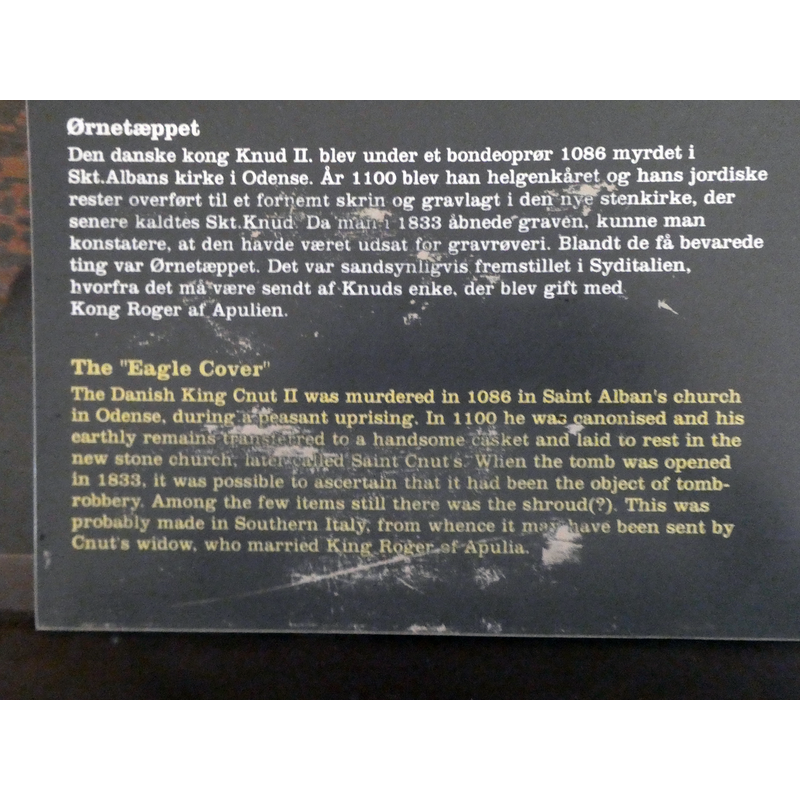 Ørnetæppet
Den danske kong Knud II. blev under et bondeoprør 1086 myrdet i
Skt.Albans kirke i Odense. År 1100 blev han helgenkåret og hans jordiske
rester overført til et fornemt skrin og gravlagt i den nye stenkirke, der
senere kaldtes Skt.Knud. Da man i 1833 åbnede graven, kunne man
konstatere, at den havde været udsat for gravrøveri. Blandt de få bevarede
ting var Ørnetæppet. Det var sandsynligvis fremstillet i Syditalien,
hvorfra det må være sendt af Knuds enke, der blev gift med
Kong Roger af Apulien.
The "Eagle Cover"
The Danish King Cnut II was murdered in 1086 in Saint Alban's church
in Odense, during a peasant uprising. In 1100 he was canonised and his
earthly remains transferred to a handsome casket and laid to rest in the
new stone church, later called Saint Cnut's. When the tomb was opened
in 1833, it was possible to ascertain that it had been the object of tomb-
robbery. Among the few items still there was the shroud(?). This was
probably made in Southern Italy, from whence it may have been sent by
Cnut's widow, who married King Roger of Apulia.